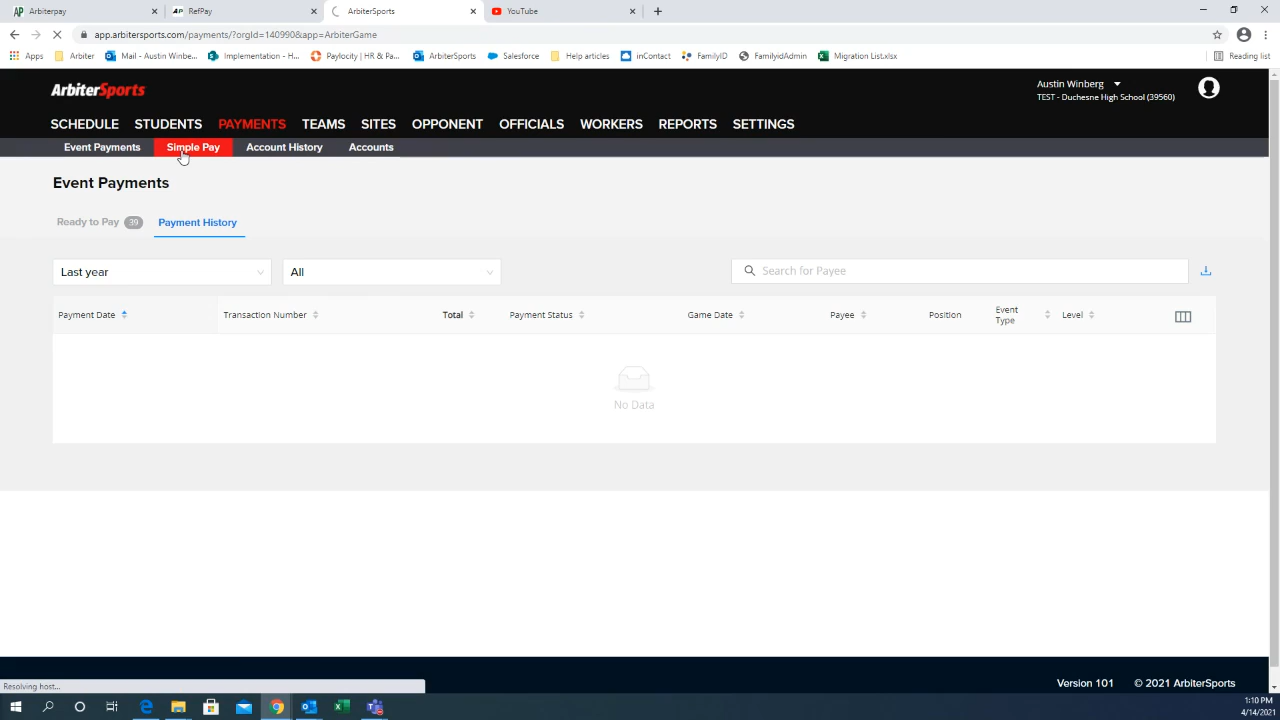 Arbiterpay
RefPay
ArbiterSports
YouTube
app.arbitersports.com/payments/?orgId=140990&app=ArbiterGame
Apps
Arbiter
Mail - Austin Winbe...
Implementation - H...
Paylocity | HR & Pa...
ArbiterSports
Salesforce
Help articles
inContact
FamilyID
FamilyidAdmin
Migration List.xlsx
Reading list
ArbiterSports
Austin Winberg
TEST - Duchesne High School (39560)
SCHEDULE STUDENTS PAYMENTS TEAMS SITES OPPONENT OFFICIALS WORKERS REPORTS SETTINGS
Event Payments Simple Pay Account History Accounts
Event Payments
Ready to Pay 39 Payment History
Last year All Search for Payee
Payment Date Transaction Number Total Payment Status Game Date Payee Position Event Type Level
No Data
Version 101 © 2021 ArbiterSports
Resolving host...
1:10 PM
4/14/2021